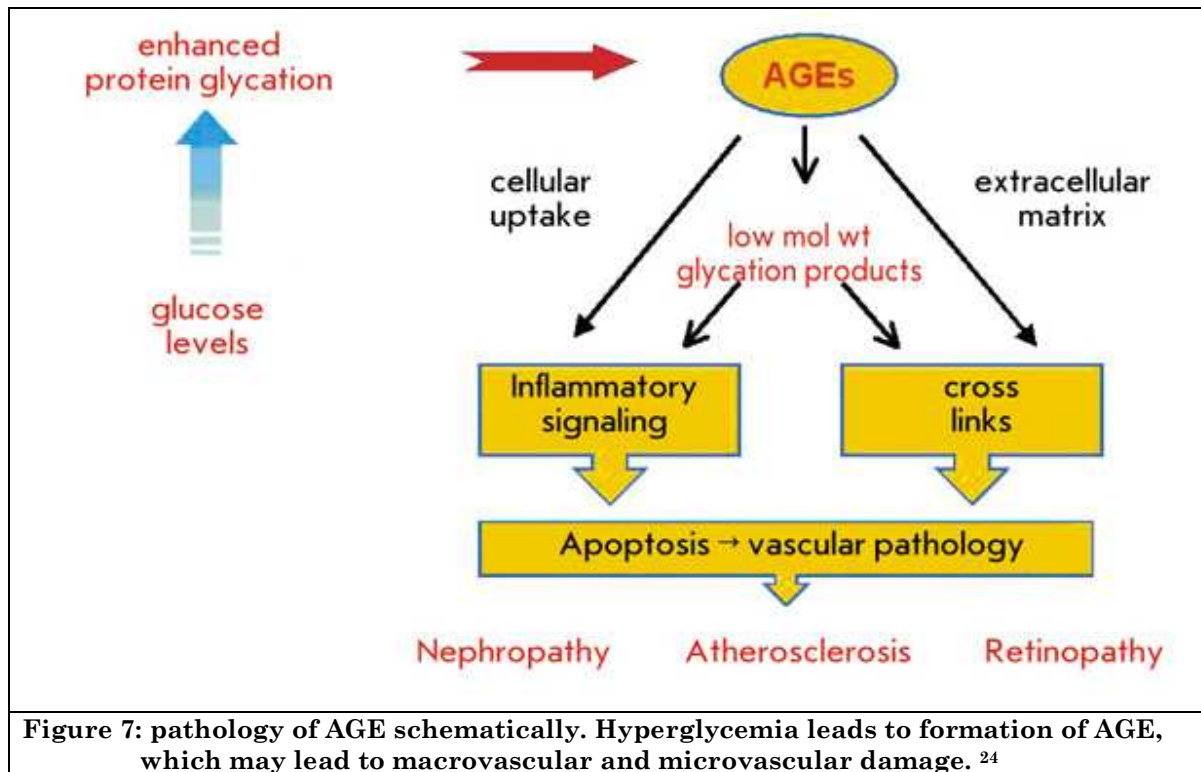 enhanced
protein glycation
AGEs
cellular
uptake
extracellular
matrix
low mol wt
glycation products
glucose
levels
Inflammatory
signaling
cross
links
Apoptosis → vascular pathology
Nephropathy Atherosclerosis Retinopathy
Figure 7: pathology of AGE schematically. Hyperglycemia leads to formation of AGE,
which may lead to macrovascular and microvascular damage. ²⁴